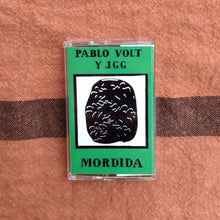 PABLO VOLT
Y JGG
MORDIDA